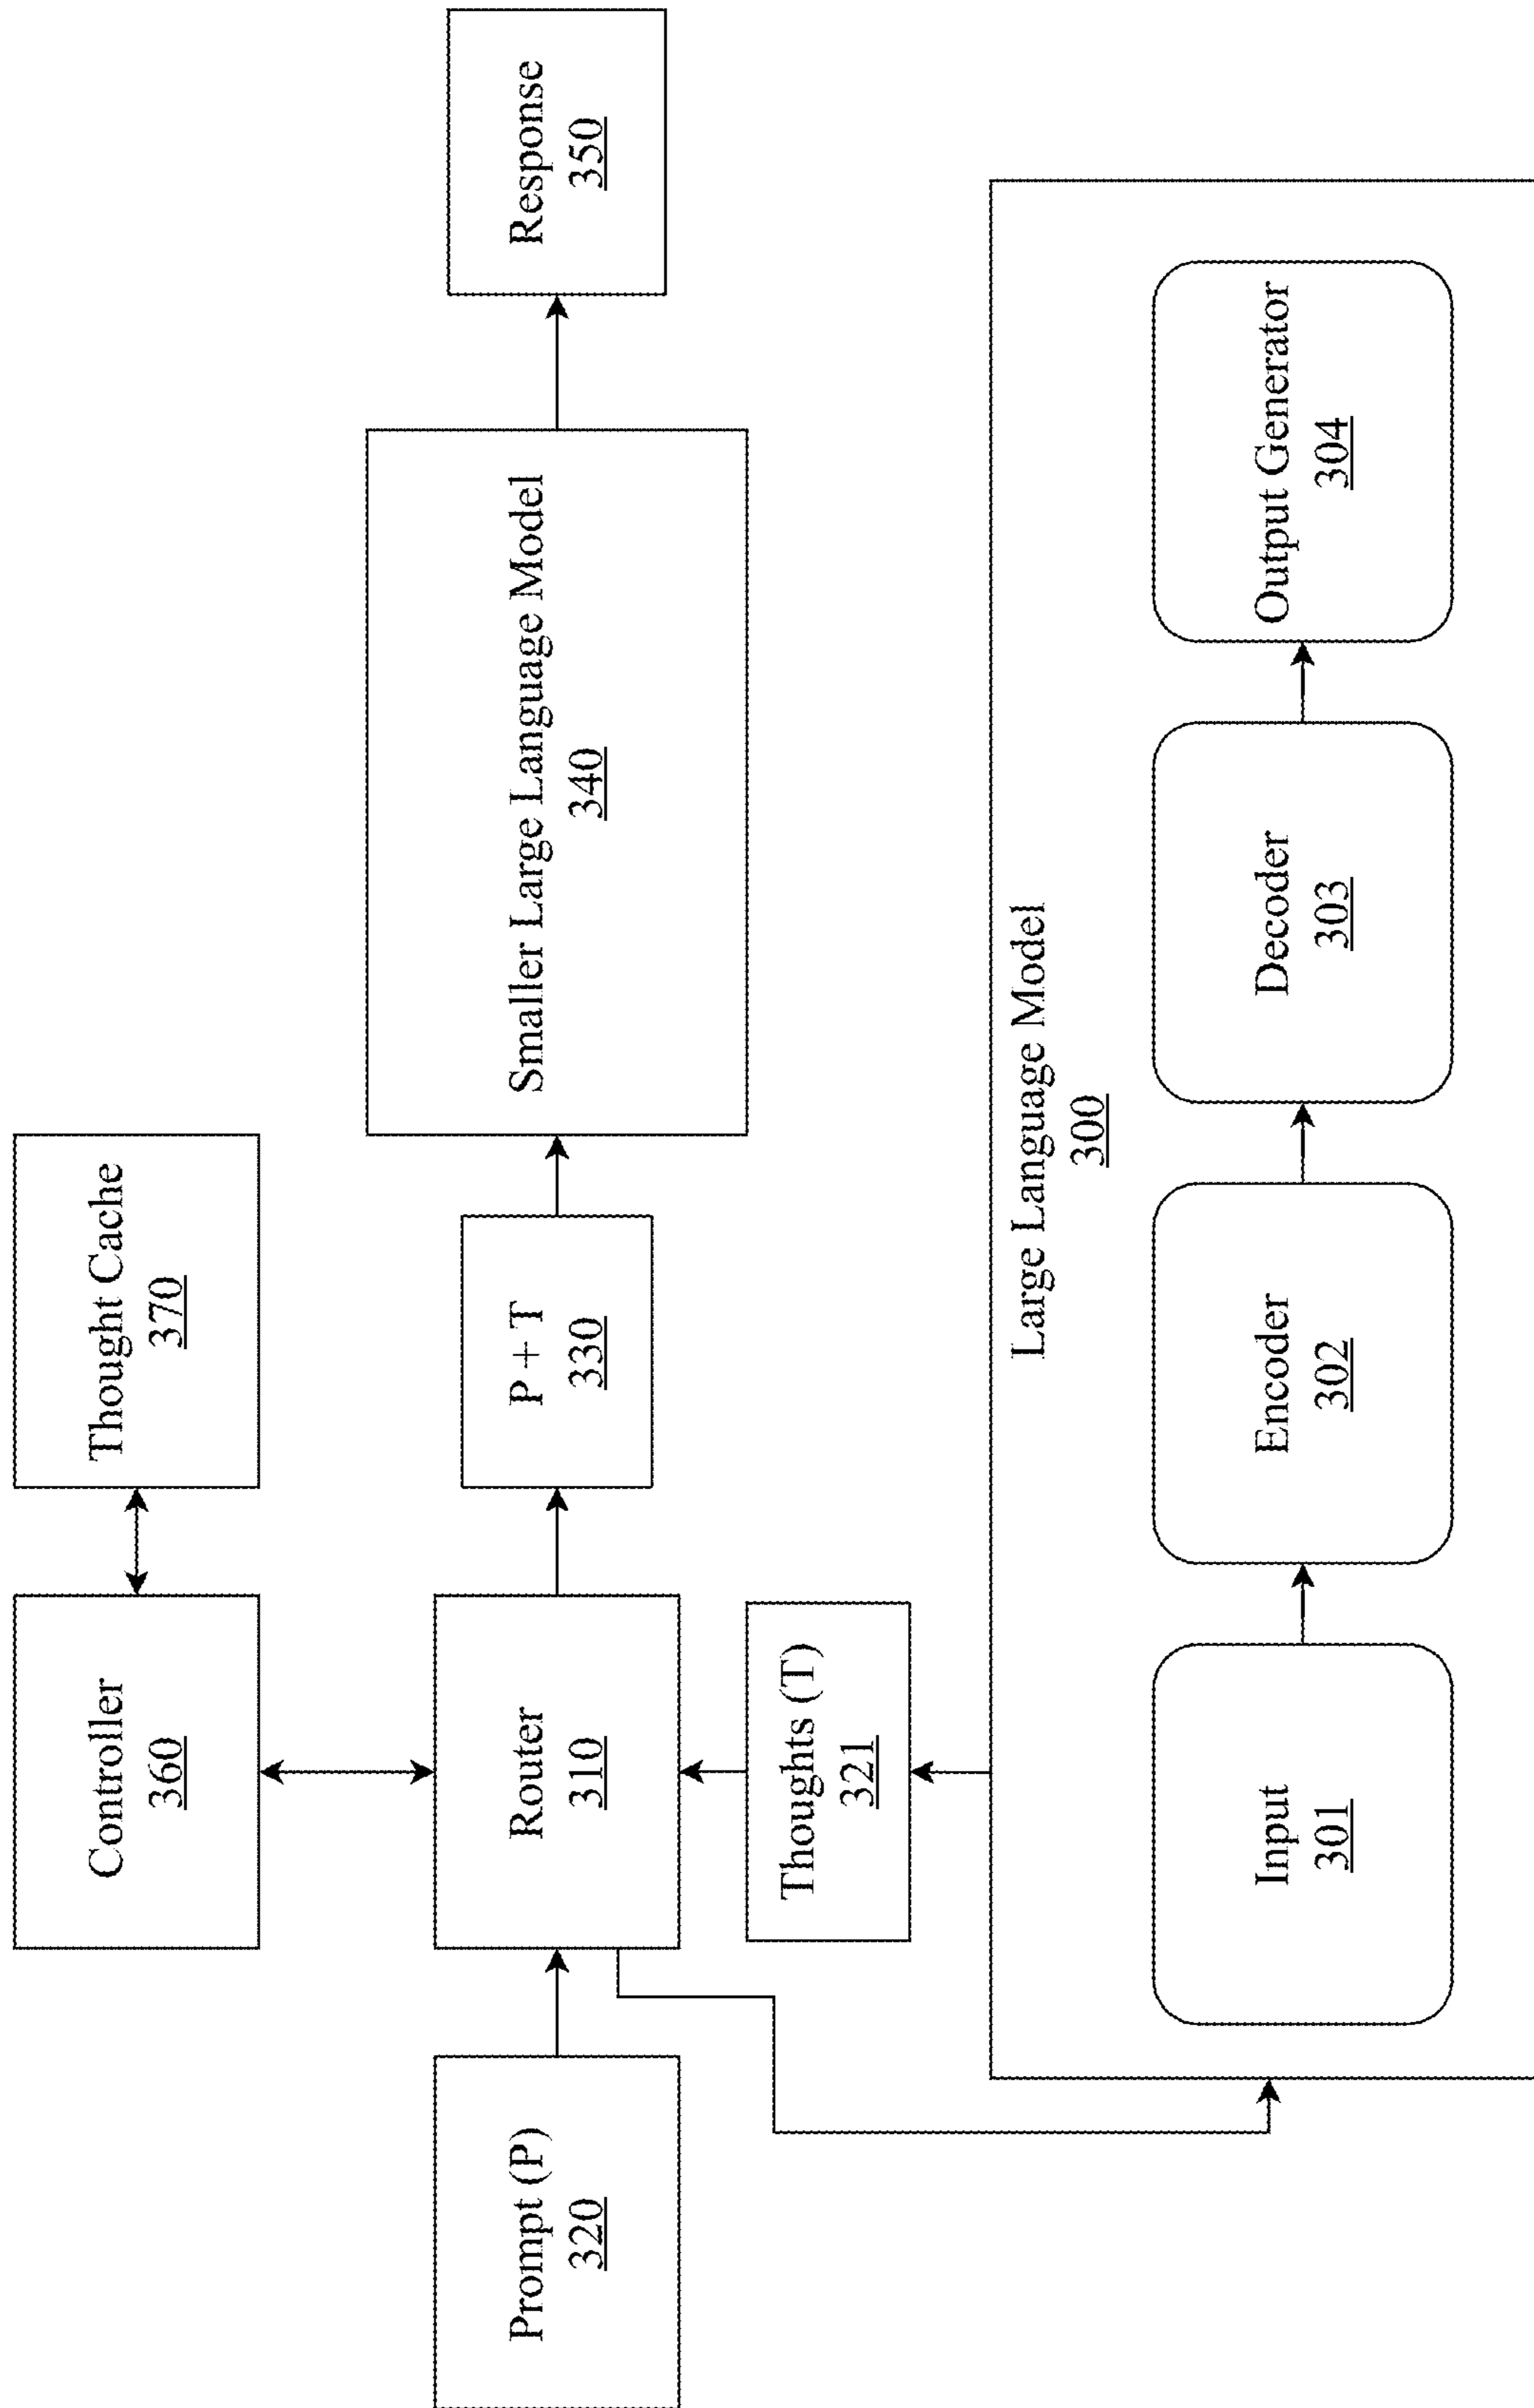 Controller
360
Thought Cache
370
Prompt (P)
320
Router
310
P + T
330
Smaller Large Language Model
340
Response
350
Thoughts (T)
321
Large Language Model
300
Input
301
Encoder
302
Decoder
303
Output Generator
304